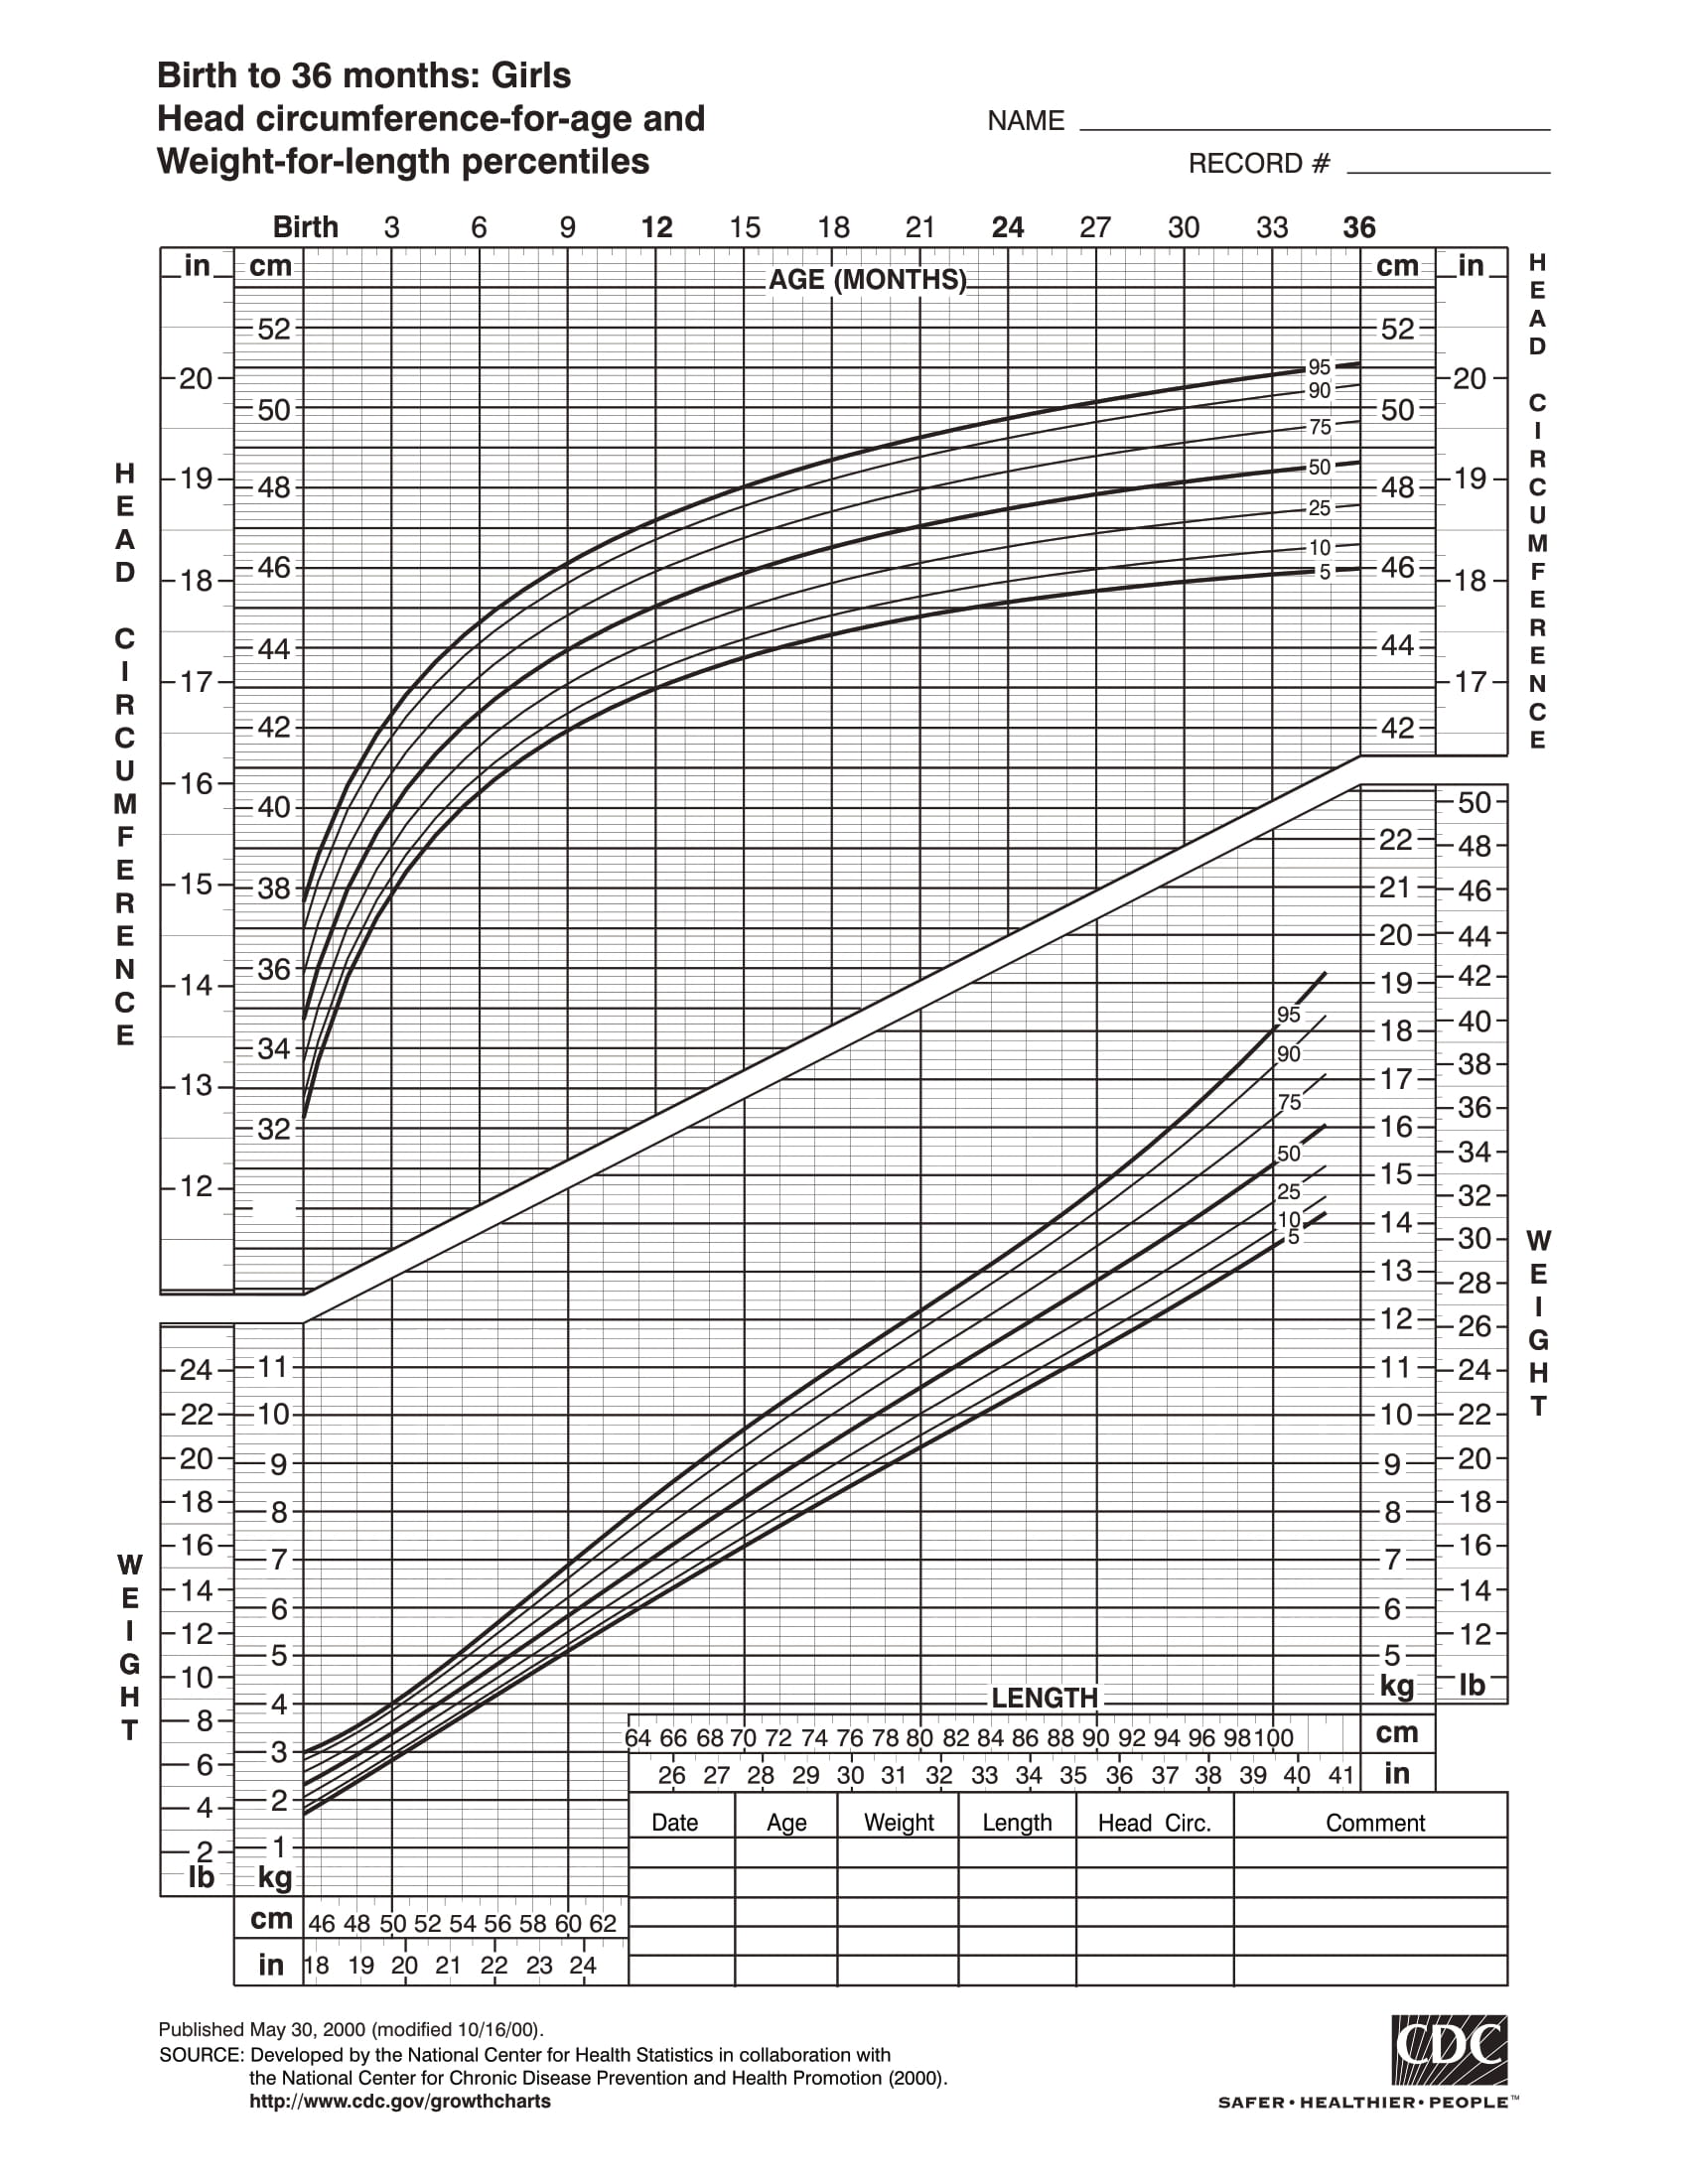 Birth to 36 months: Girls
Head circumference-for-age and
Weight-for-length percentiles
NAME
RECORD #
Birth 3 6 9 12 15 18 21 24 27 30 33 36
in cm AGE (MONTHS) cm in
HEAD CIRCUMFERENCE
52 52
20 50 50 20
19 48 48 19
18 46 46 18
44 44
17 42 42 17
16 40
15 38
36
14
34
13
32
12
95
90
75
50
25
10
5
HEAD CIRCUMFERENCE
50
22 48
21 46
20 44
19 42
18 40
38
17
36
16
34
15
32
14 30
13 28
12 26
24 11 11 24
22 10 10 22
20 9 9 20
18 8 8 18
16 7 7 16
14 6 6 14
12 5 5 12
10 4 kg lb
8 3
6
4 2
2 1
lb kg
95
90
75
50
25
10
5
WEIGHT
WEIGHT
LENGTH
64 66 68 70 72 74 76 78 80 82 84 86 88 90 92 94 96 98 100 cm
26 27 28 29 30 31 32 33 34 35 36 37 38 39 40 41 in
cm 46 48 50 52 54 56 58 60 62
in 18 19 20 21 22 23 24
Date Age Weight Length Head Circ. Comment
Published May 30, 2000 (modified 10/16/00).
SOURCE: Developed by the National Center for Health Statistics in collaboration with
the National Center for Chronic Disease Prevention and Health Promotion (2000).
http://www.cdc.gov/growthcharts
CDC
SAFER • HEALTHIER • PEOPLE™